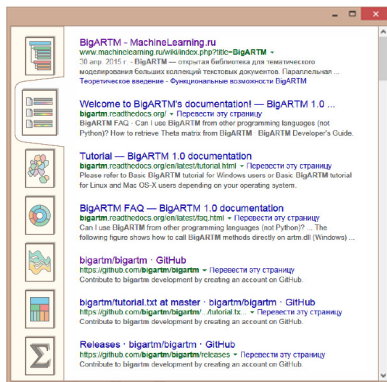 BigARTM - MachineLearning.ru
www.machinelearning.ru/wiki/index.php?title=BigARTM
30 апр. 2015 г. - BigARTM — открытая библиотека для тематического
моделирования больших коллекций текстовых документов. Параллельная ...
Теоретическое введение - Функциональные возможности BigARTM
Welcome to BigARTM's documentation! — BigARTM 1.0 ...
bigartm.readthedocs.org/ Перевести эту страницу
BigARTM FAQ · Can I use BigARTM from other programming languages (not
Python)? How to retrieve Theta matrix from BigARTM · BigARTM Developer's Guide.
Tutorial — BigARTM 1.0 documentation
bigartm.readthedocs.org/en/latest/tutorial.html Перевести эту страницу
Please refer to Basic BigARTM tutorial for Windows users or Basic BigARTM tutorial
for Linux and Mac OS-X users depending on your operating system.
BigARTM FAQ — BigARTM 1.0 documentation
bigartm.readthedocs.org/en/latest/faq.html Перевести эту страницу
Can I use BigARTM from other programming languages (not Python)? ... The
following figure shows how to call BigARTM methods directly on artm.dll (Windows) ...
bigartm/bigartm · GitHub
https://github.com/bigartm/bigartm Перевести эту страницу
Contribute to bigartm development by creating an account on GitHub.
bigartm/tutorial.txt at master · bigartm/bigartm · GitHub
https://github.com/bigartm/bigartm/.../tutorial.tx... Перевести эту страницу
Contribute to bigartm development by creating an account on GitHub.
Releases · bigartm/bigartm · GitHub
https://github.com/bigartm/bigartm/releases Перевести эту страницу
Contribute to bigartm development by creating an account on GitHub.
Σ